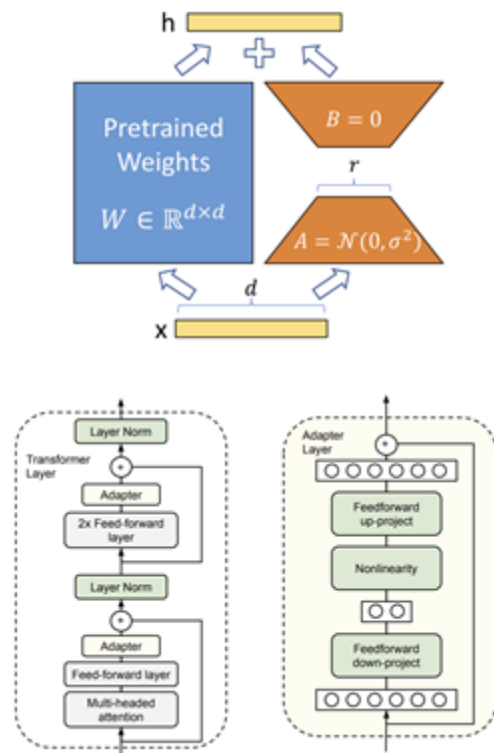 h
Pretrained
Weights
W ∈ ℝ^{d×d}
B = 0
r
A = 𝒩(0, σ²)
d
x
Layer Norm
Transformer
Layer
+
Adapter
2x Feed-forward
layer
Layer Norm
+
Adapter
Feed-forward layer
Multi-headed
attention
Adapter
Layer
+
Feedforward
up-project
Nonlinearity
Feedforward
down-project